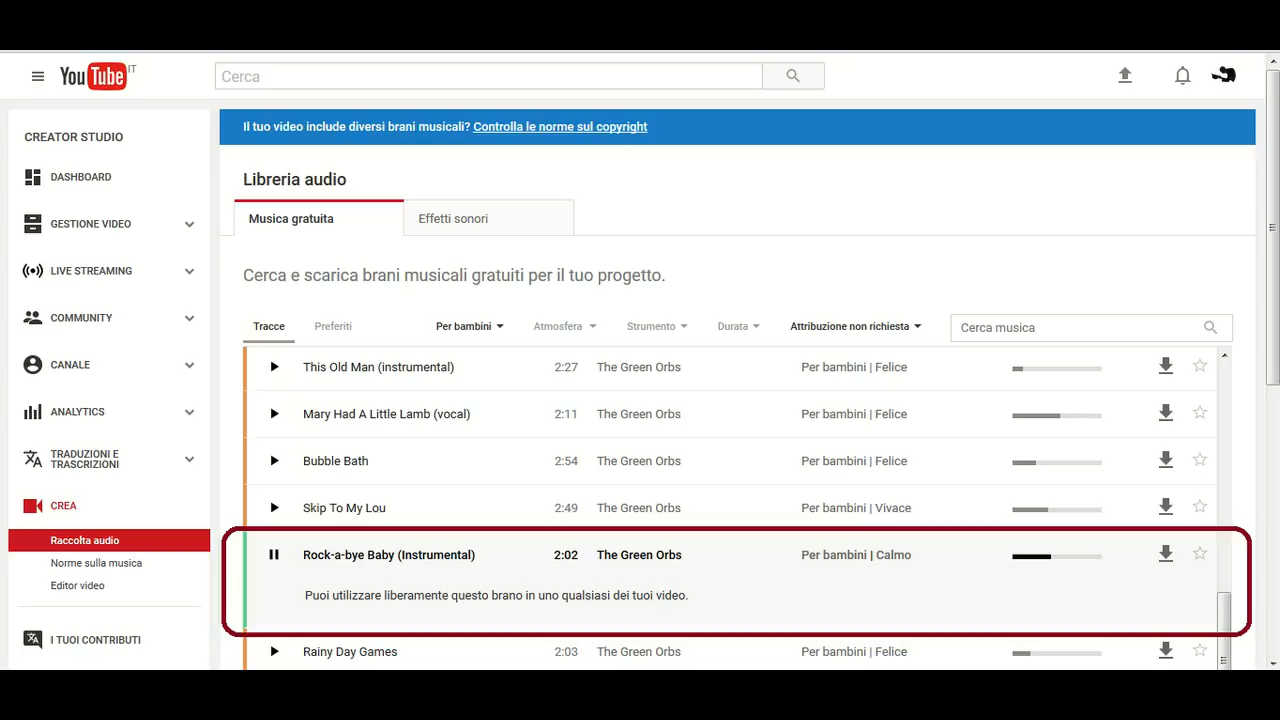 YouTube IT
Cerca
CREATOR STUDIO
DASHBOARD
GESTIONE VIDEO
LIVE STREAMING
COMMUNITY
CANALE
ANALYTICS
TRADUZIONI E
TRASCRIZIONI
CREA
Raccolta audio
Norme sulla musica
Editor video
I TUOI CONTRIBUTI
Il tuo video include diversi brani musicali? Controlla le norme sul copyright
Libreria audio
Musica gratuita Effetti sonori
Cerca e scarica brani musicali gratuiti per il tuo progetto.
Tracce Preferiti Per bambini Atmosfera Strumento Durata Attribuzione non richiesta Cerca musica
This Old Man (instrumental) 2:27 The Green Orbs Per bambini | Felice
Mary Had A Little Lamb (vocal) 2:11 The Green Orbs Per bambini | Felice
Bubble Bath 2:54 The Green Orbs Per bambini | Felice
Skip To My Lou 2:49 The Green Orbs Per bambini | Vivace
Rock-a-bye Baby (Instrumental) 2:02 The Green Orbs Per bambini | Calmo
Puoi utilizzare liberamente questo brano in uno qualsiasi dei tuoi video.
Rainy Day Games 2:03 The Green Orbs Per bambini | Felice